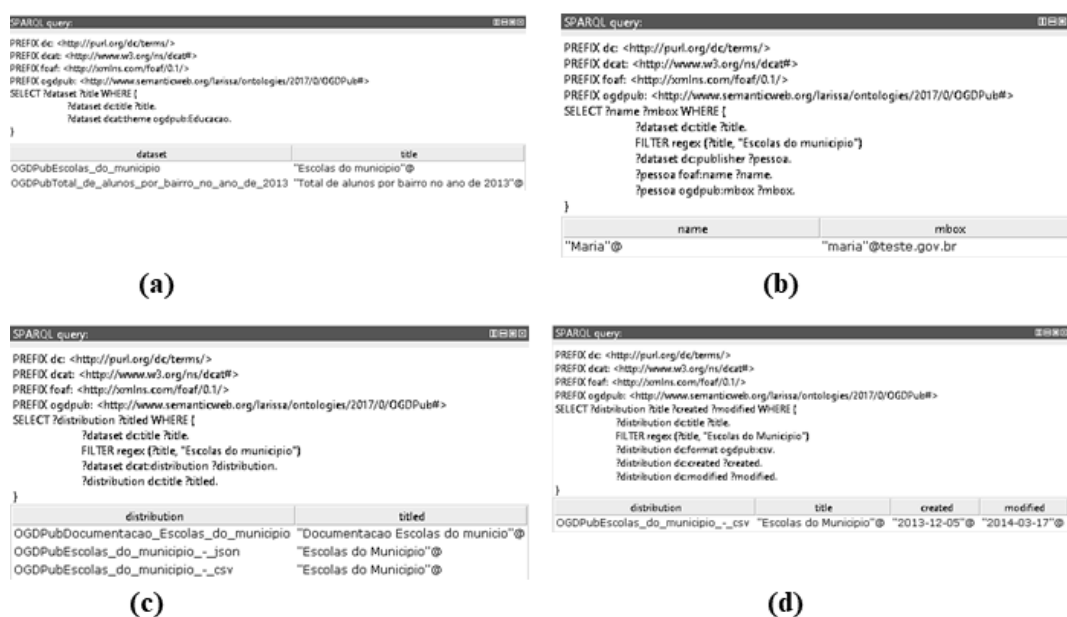 SPARQL query:
PREFIX dc: <http://purl.org/dc/terms/>
PREFIX dcat: <http://www.w3.org/ns/dcat#>
PREFIX foaf: <http://xmlns.com/foaf/0.1/>
PREFIX ogdpub: <http://www.semanticweb.org/larissa/ontologies/2017/0/OGDPub#>
SELECT ?dataset ?title WHERE {
?dataset dc:title ?title.
?dataset dcat:theme ogdpub:Educacao.
}
dataset title
OGDPubEscolas_do_municipio "Escolas do municipio"@
OGDPubTotal_de_alunos_por_bairro_no_ano_de_2013 "Total de alunos por bairro no ano de 2013"@
(a)
SPARQL query:
PREFIX dc: <http://purl.org/dc/terms/>
PREFIX dcat: <http://www.w3.org/ns/dcat#>
PREFIX foaf: <http://xmlns.com/foaf/0.1/>
PREFIX ogdpub: <http://www.semanticweb.org/larissa/ontologies/2017/0/OGDPub#>
SELECT ?name ?mbox WHERE {
?dataset dc:title ?title.
FILTER regex (?title, "Escolas do municipio")
?dataset dc:publisher ?pessoa.
?pessoa foaf:name ?name.
?pessoa ogdpub:mbox ?mbox.
}
name mbox
"Maria"@ "maria"@teste.gov.br
(b)
SPARQL query:
PREFIX dc: <http://purl.org/dc/terms/>
PREFIX dcat: <http://www.w3.org/ns/dcat#>
PREFIX foaf: <http://xmlns.com/foaf/0.1/>
PREFIX ogdpub: <http://www.semanticweb.org/larissa/ontologies/2017/0/OGDPub#>
SELECT ?distribution ?titled WHERE {
?dataset dc:title ?title.
FILTER regex (?title, "Escolas do municipio")
?dataset dcat:distribution ?distribution.
?distribution dc:title ?titled.
}
distribution titled
OGDPubDocumentacao_Escolas_do_municipio "Documentacao Escolas do municio"@
OGDPubEscolas_do_municipio_-_json "Escolas do Municipio"@
OGDPubEscolas_do_municipio_-_csv "Escolas do Municipio"@
(c)
SPARQL query:
PREFIX dc: <http://purl.org/dc/terms/>
PREFIX dcat: <http://www.w3.org/ns/dcat#>
PREFIX foaf: <http://xmlns.com/foaf/0.1/>
PREFIX ogdpub: <http://www.semanticweb.org/larissa/ontologies/2017/0/OGDPub#>
SELECT ?distribution ?title ?created ?modified WHERE {
?distribution dc:title ?title.
FILTER regex (?title, "Escolas do Municipio")
?distribution dc:format ogdpub:csv.
?distribution dc:created ?created.
?distribution dc:modified ?modified.
}
distribution title created modified
OGDPubEscolas_do_municipio_-_csv "Escolas do Municipio"@ "2013-12-05"@ "2014-03-17"@
(d)